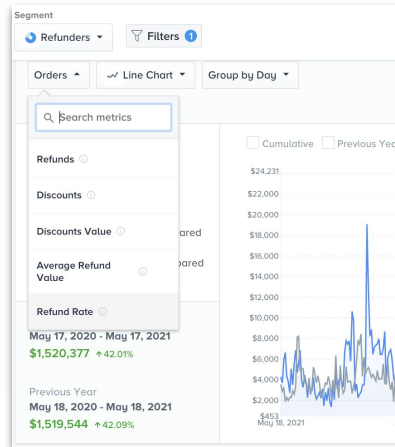 Segment
Refunders
Filters 1
Orders
Line Chart
Group by Day
Search metrics
Refunds
Discounts
Discounts Value
Average Refund
Value
Refund Rate
ared
pared
May 17, 2020 - May 17, 2021
$1,520,377 42.01%
Previous Year
May 18, 2020 - May 18, 2021
$1,519,544 42.09%
Cumulative
Previous Yea
$24,231
$22,000
$20,000
$18,000
$16,000
$14,000
$12,000
$10,000
$8,000
$6,000
$4,000
$2,000
$453
May 18, 2021